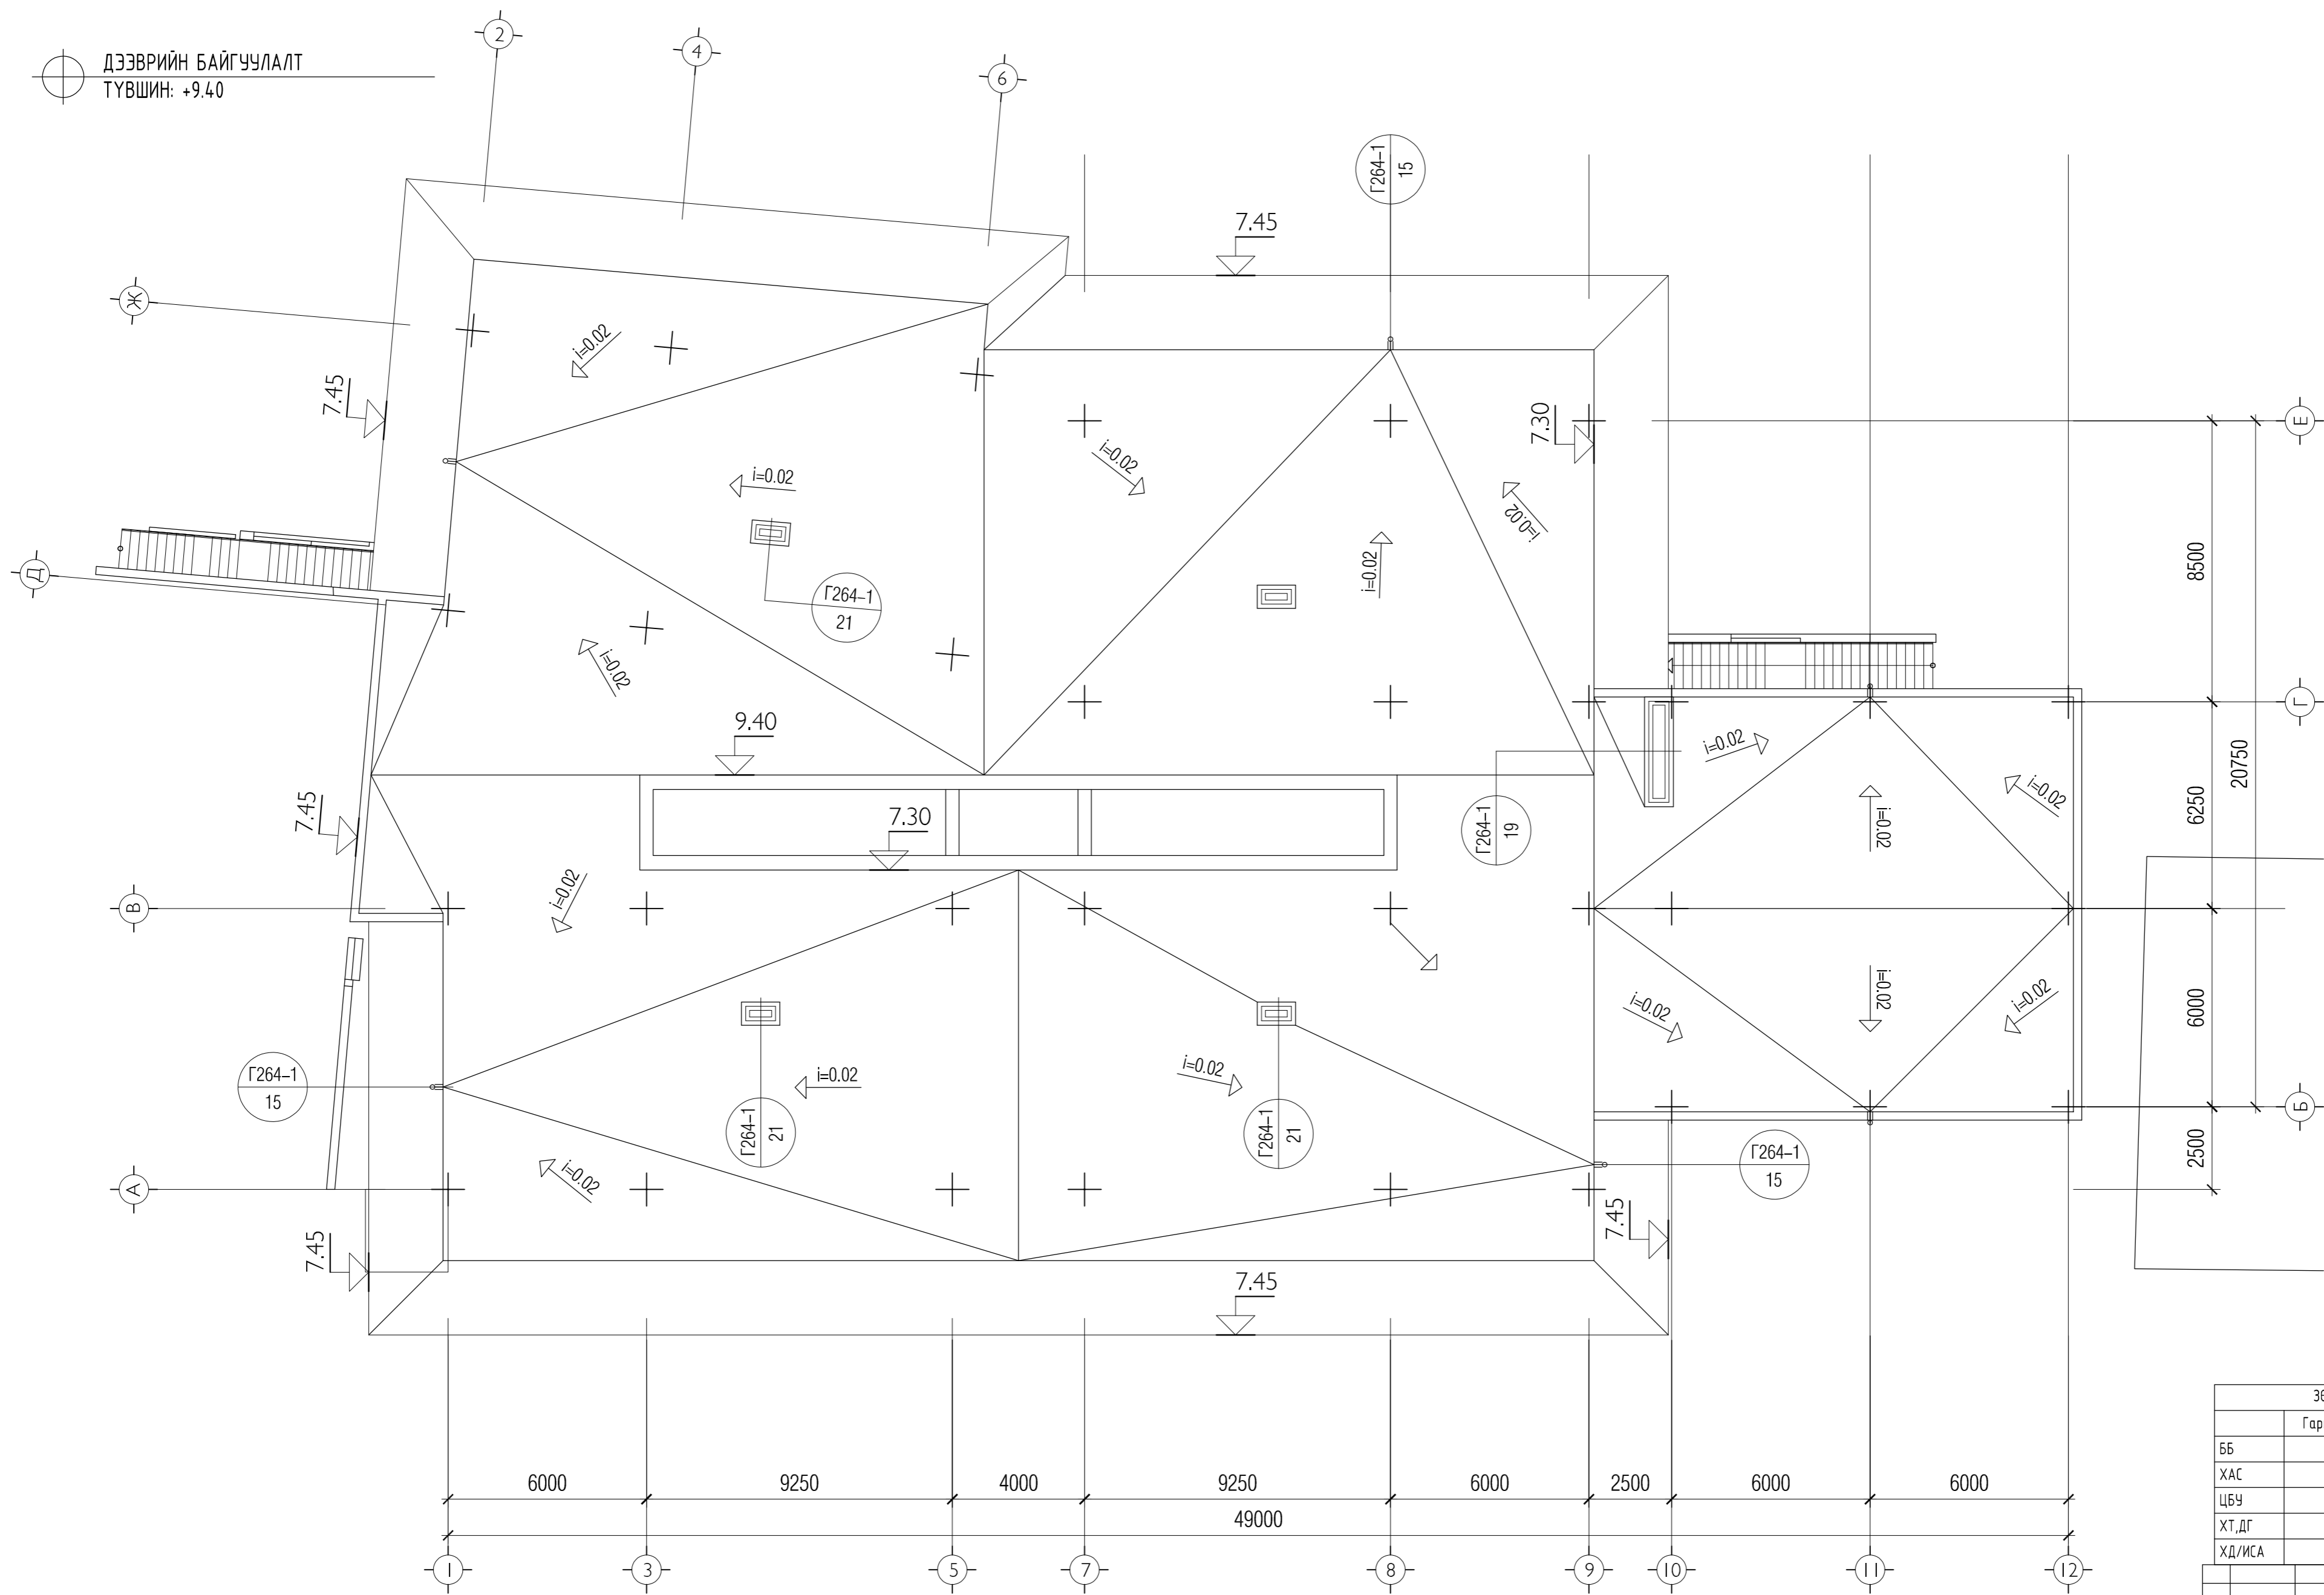 ДЭЭВРИЙН БАЙГУУЛАЛТ
ТҮВШИН: +9.40
2
4
6
Г264-1
15
7.45
Ж
i=0.02
7.45
7.30
Е
i=0.02
i=0.02
i=0.02
i=0.02
8500
Д
Г264-1
21
i=0.02
9.40
7.30
7.45
Г264-1
19
i=0.02
i=0.02
i=0.02
Г
6250
20750
В
i=0.02
i=0.02
i=0.02
i=0.02
6000
Г264-1
15
i=0.02
i=0.02
Г264-1
21
Г264-1
21
Г264-1
15
Б
2500
А
i=0.02
7.45
7.45
7.45
Гар
ББ
ХАС
ЦБУ
ХТ,ДГ
ХД/ИСА
6000
9250
4000
9250
6000
2500
6000
6000
49000
1
3
5
7
8
9
10
11
12